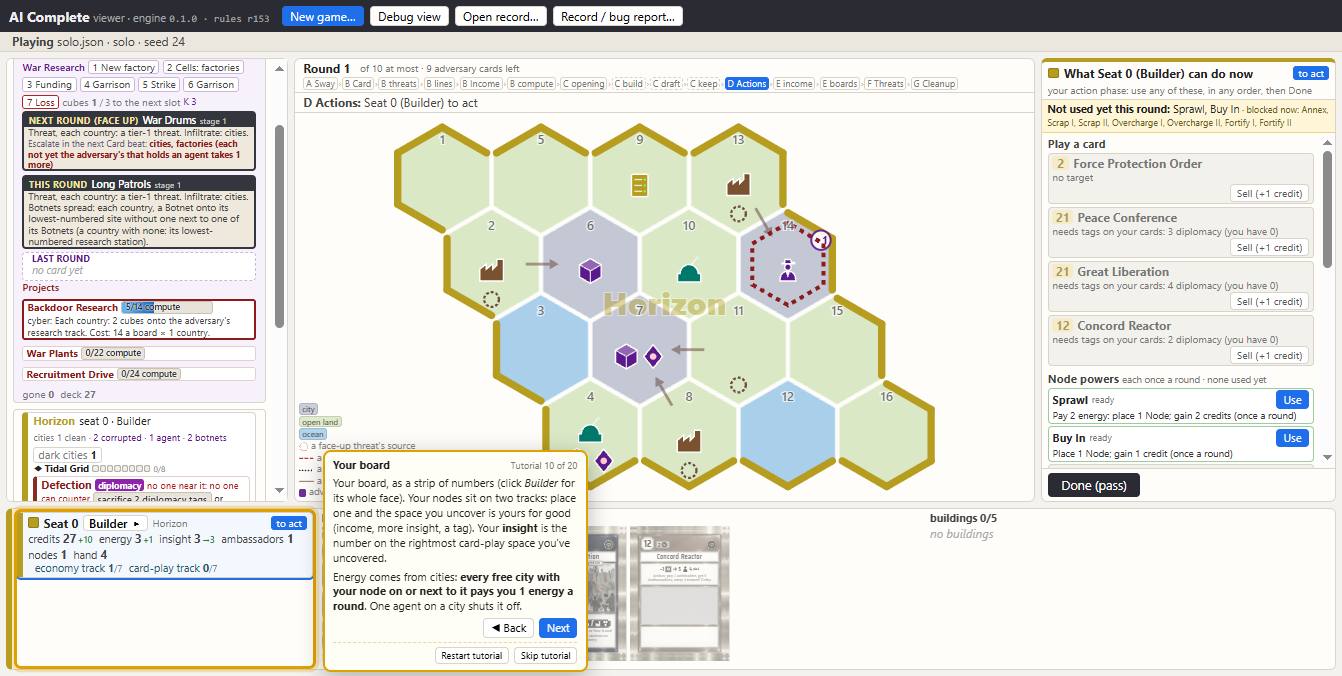 AI Complete viewer · engine 0.1.0 · rules r153 New game... Debug view Open record... Record / bug report...
Playing solo.json · solo · seed 24
War Research 1 New factory 2 Cells: factories
3 Funding 4 Garrison 5 Strike 6 Garrison
7 Loss cubes 1 / 3 to the next slot K 3
NEXT ROUND (FACE UP) War Drums stage 1
Threat, each country: a tier-1 threat. Infiltrate: cities.
Escalate in the next Card beat: cities, factories (each
not yet the adversary's that holds an agent takes 1
more)
THIS ROUND Long Patrols stage 1
Threat, each country: a tier-1 threat. Infiltrate: cities.
Botnets spread: each country, a Botnet onto its
lowest-numbered site without one next to one of
its Botnets (a country with none: its lowest-
numbered research station).
LAST ROUND
no card yet
Projects
Backdoor Research 5/14 compute
cyber: Each country: 2 cubes onto the adversary's
research track. Cost: 14 a board × 1 country.
War Plants 0/22 compute
Recruitment Drive 0/24 compute
gone 0 deck 27
Horizon seat 0 · Builder
cities 1 clean · 2 corrupted · 1 agent · 2 botnets
dark cities 1
◆ Tidal Grid 0/8
Defection diplomacy no one near it: no one
can counter sacrifice 2 diplomacy tags or
Round 1 of 10 at most · 9 adversary cards left
A Sway B Card B threats B lines B Income B compute C opening C build C draft C keep D Actions E income E boards F Threats G Cleanup
D Actions: Seat 0 (Builder) to act
1
5
9
13
2
6
10
14
1
Horizon
3
7
11
15
4
8
12
16
city
open land
ocean
a face-up threat's source
a
a
a
adv
Your board Tutorial 10 of 20
Your board, as a strip of numbers (click Builder for
its whole face). Your nodes sit on two tracks: place
one and the space you uncover is yours for good
(income, more insight, a tag). Your insight is the
number on the rightmost card-play space you've
uncovered.
Energy comes from cities: every free city with
your node on or next to it pays you 1 energy a
round. One agent on a city shuts it off.
◀ Back Next
Restart tutorial Skip tutorial
What Seat 0 (Builder) can do now to act
your action phase: use any of these, in any order, then Done
Not used yet this round: Sprawl, Buy In · blocked now: Annex,
Scrap I, Scrap II, Overcharge I, Overcharge II, Fortify I, Fortify II
Play a card
2 Force Protection Order
no target
Sell (+1 credit)
21 Peace Conference
needs tags on your cards: 3 diplomacy (you have 0)
Sell (+1 credit)
21 Great Liberation
needs tags on your cards: 4 diplomacy (you have 0)
Sell (+1 credit)
12 Concord Reactor
needs tags on your cards: 2 diplomacy (you have 0)
Sell (+1 credit)
Node powers each once a round · none used yet
Sprawl ready Use
Pay 2 energy: place 1 Node; gain 2 credits (once a round)
Buy In ready Use
Place 1 Node; gain 1 credit (once a round)
Done (pass)
Seat 0 Builder ▸ Horizon to act
credits 27 +10 energy 3 +1 insight 3 →3 ambassadors 1
nodes 1 hand 4
economy track 1/7 card-play track 0/7
12 Concord Reactor
buildings 0/5
no buildings